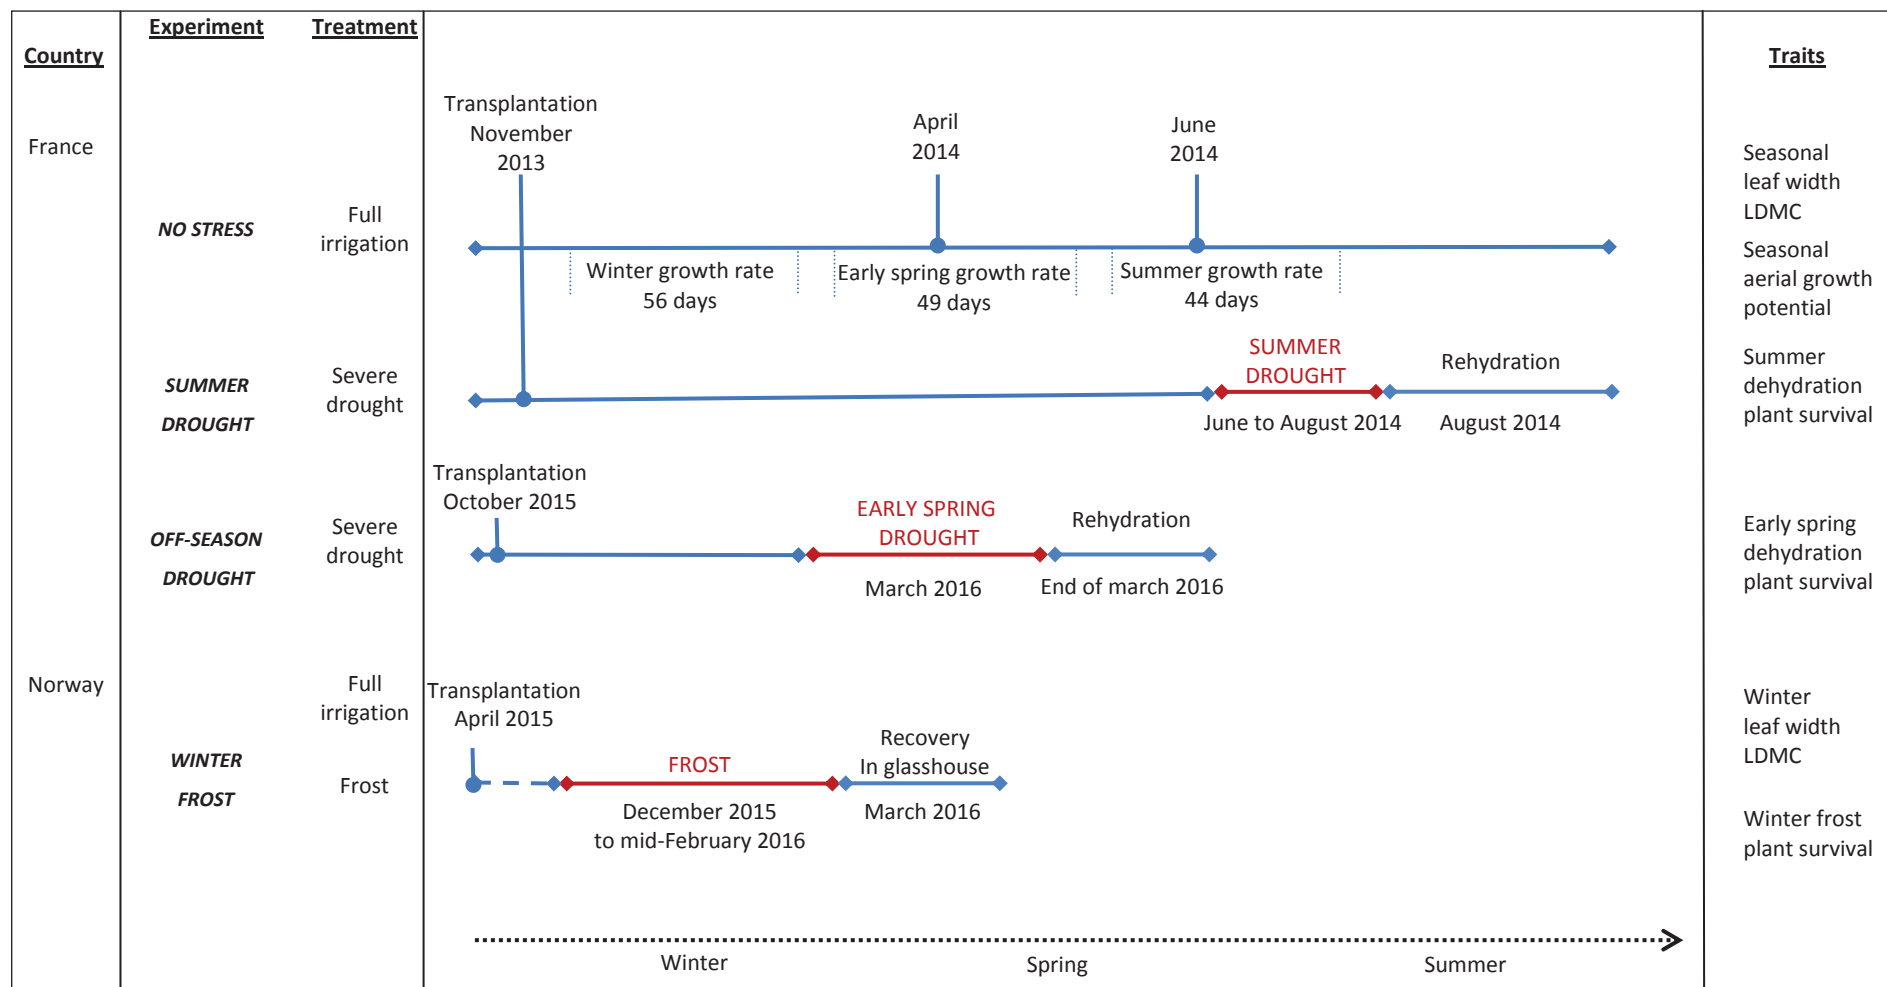 Country
Experiment
Treatment
Traits
France
NO STRESS
Full
irrigation
Transplantation
November
2013
April
2014
June
2014
Winter growth rate
56 days
Early spring growth rate
49 days
Summer growth rate
44 days
Seasonal
leaf width
LDMC
Seasonal
aerial growth
potential
SUMMER
DROUGHT
Severe
drought
SUMMER
DROUGHT
June to August 2014
Rehydration
August 2014
Summer
dehydration
plant survival
OFF-SEASON
DROUGHT
Severe
drought
Transplantation
October 2015
EARLY SPRING
DROUGHT
March 2016
Rehydration
End of march 2016
Early spring
dehydration
plant survival
Norway
WINTER
FROST
Full
irrigation
Frost
Transplantation
April 2015
FROST
December 2015
to mid-February 2016
Recovery
In glasshouse
March 2016
Winter
leaf width
LDMC
Winter frost
plant survival
Winter
Spring
Summer